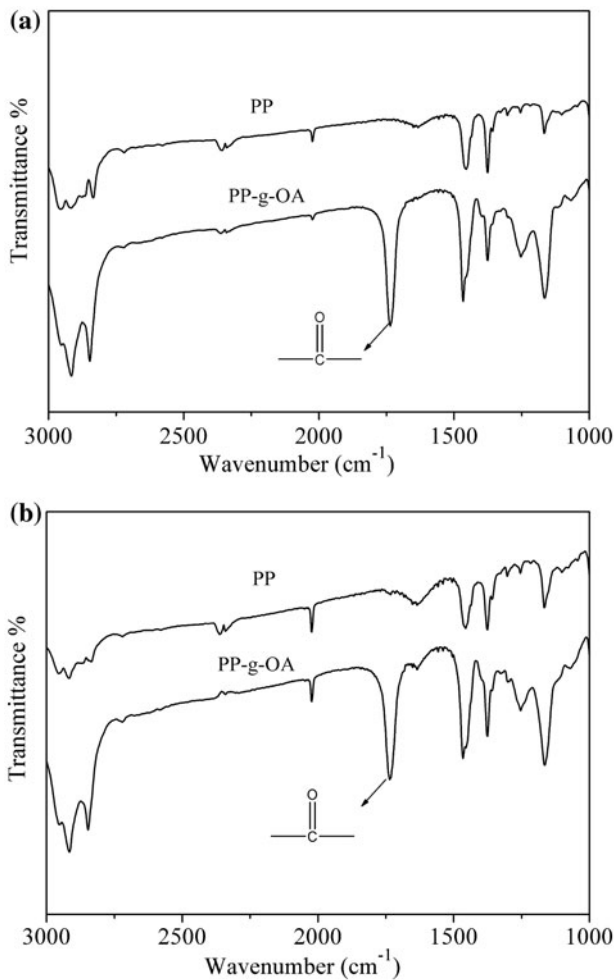 (a)
PP
PP-g-OA
O
C
Transmittance %
3000 2500 2000 1500 1000
Wavenumber (cm⁻¹)
(b)
PP
PP-g-OA
O
C
Transmittance %
3000 2500 2000 1500 1000
Wavenumber (cm⁻¹)